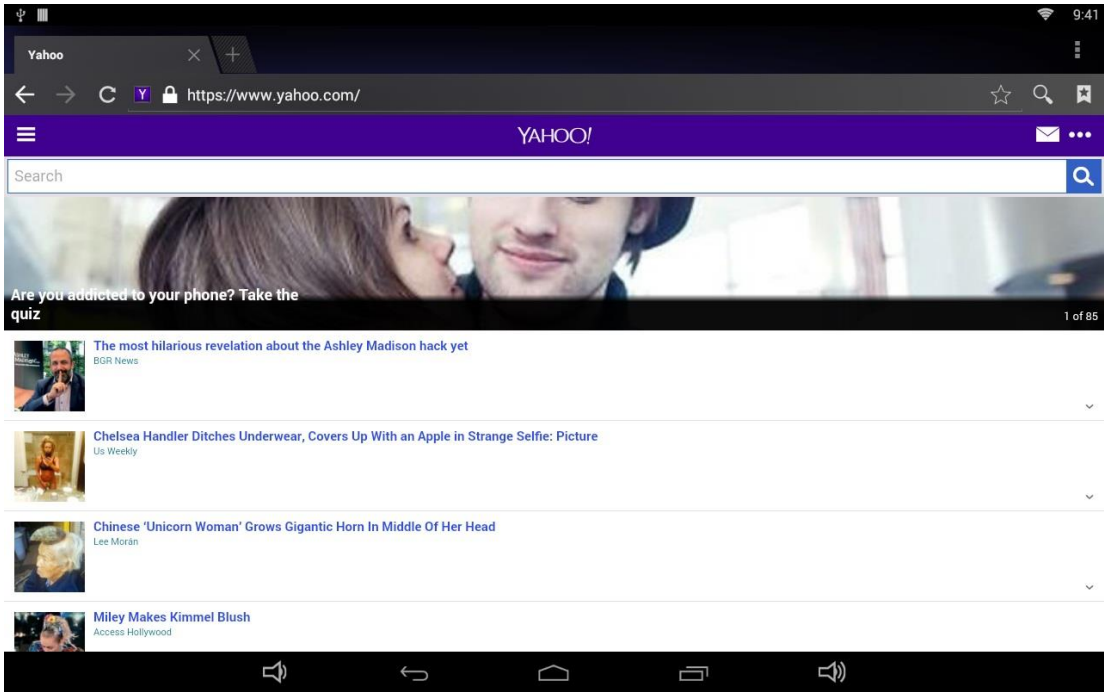 9:41
Yahoo
https://www.yahoo.com/
YAHOO!
Search
Are you addicted to your phone? Take the
quiz
1 of 85
The most hilarious revelation about the Ashley Madison hack yet
BGR News
Chelsea Handler Ditches Underwear, Covers Up With an Apple in Strange Selfie: Picture
Us Weekly
Chinese ‘Unicorn Woman’ Grows Gigantic Horn In Middle Of Her Head
Lee Moran
Miley Makes Kimmel Blush
Access Hollywood